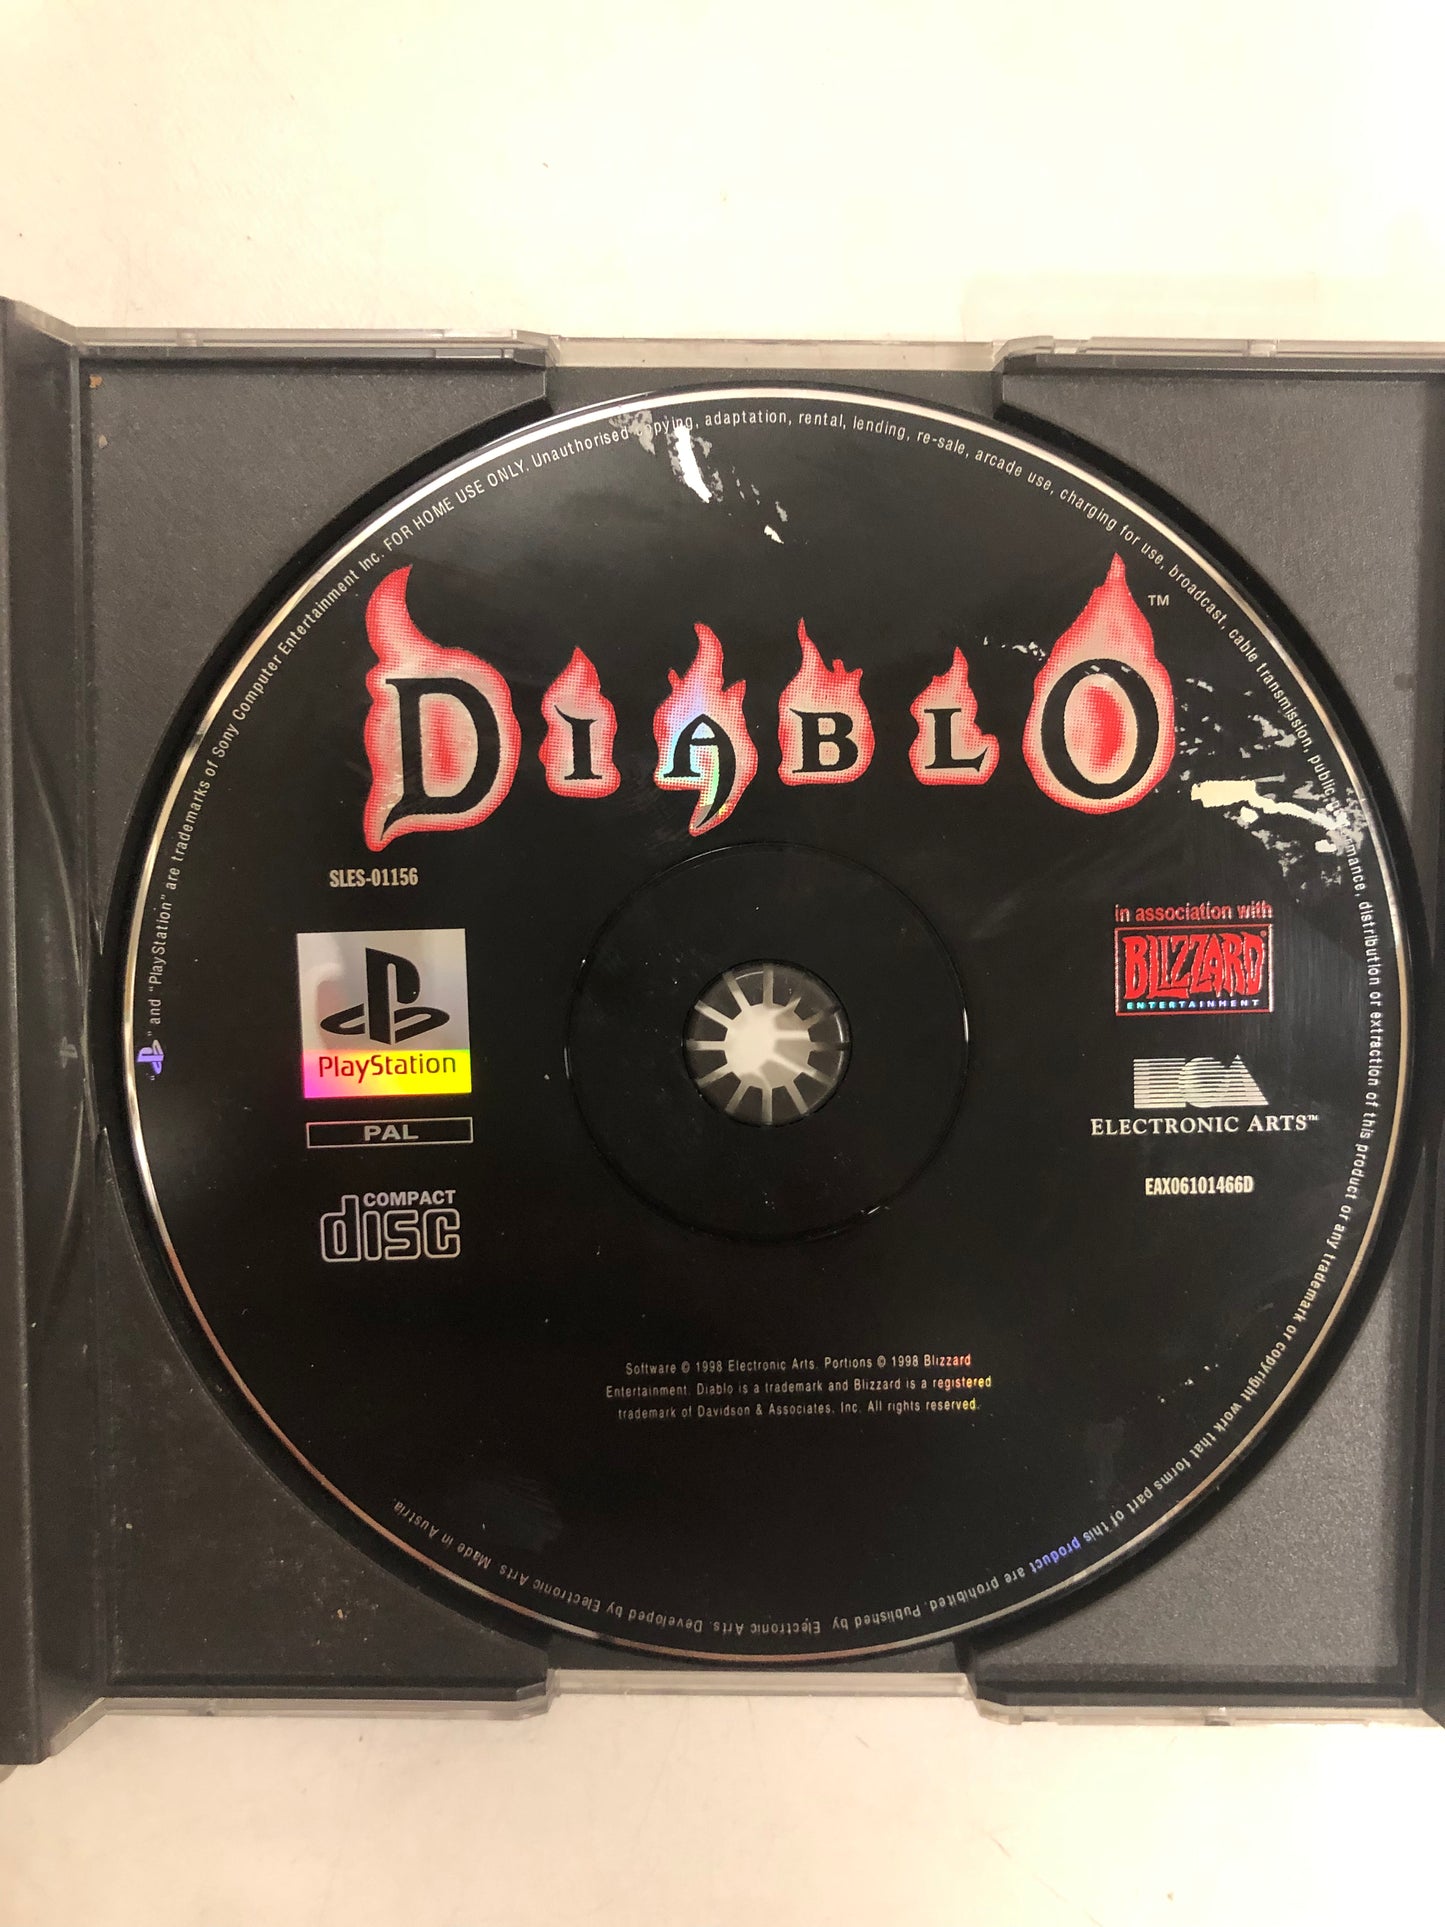 DIABLO™
SLES-01156
PlayStation
PAL
COMPACT
disc
in association with
BLIZZARD®
ENTERTAINMENT
EA
ELECTRONIC ARTS™
EAX06101466D
Software © 1998 Electronic Arts. Portions © 1998 Blizzard
Entertainment. Diablo is a trademark and Blizzard is a registered
trademark of Davidson & Associates, Inc. All rights reserved.
" " and "PlayStation" are trademarks of Sony Computer Entertainment Inc. FOR HOME USE ONLY. Unauthorised copying, adaptation, rental, lending, re-sale, arcade use, charging for use, broadcast, cable transmission, public performance, distribution or extraction of this product or any trademark or copyright work that forms part of this product are prohibited. Published by Electronic Arts. Developed by Electronic Arts. Made in Austria.